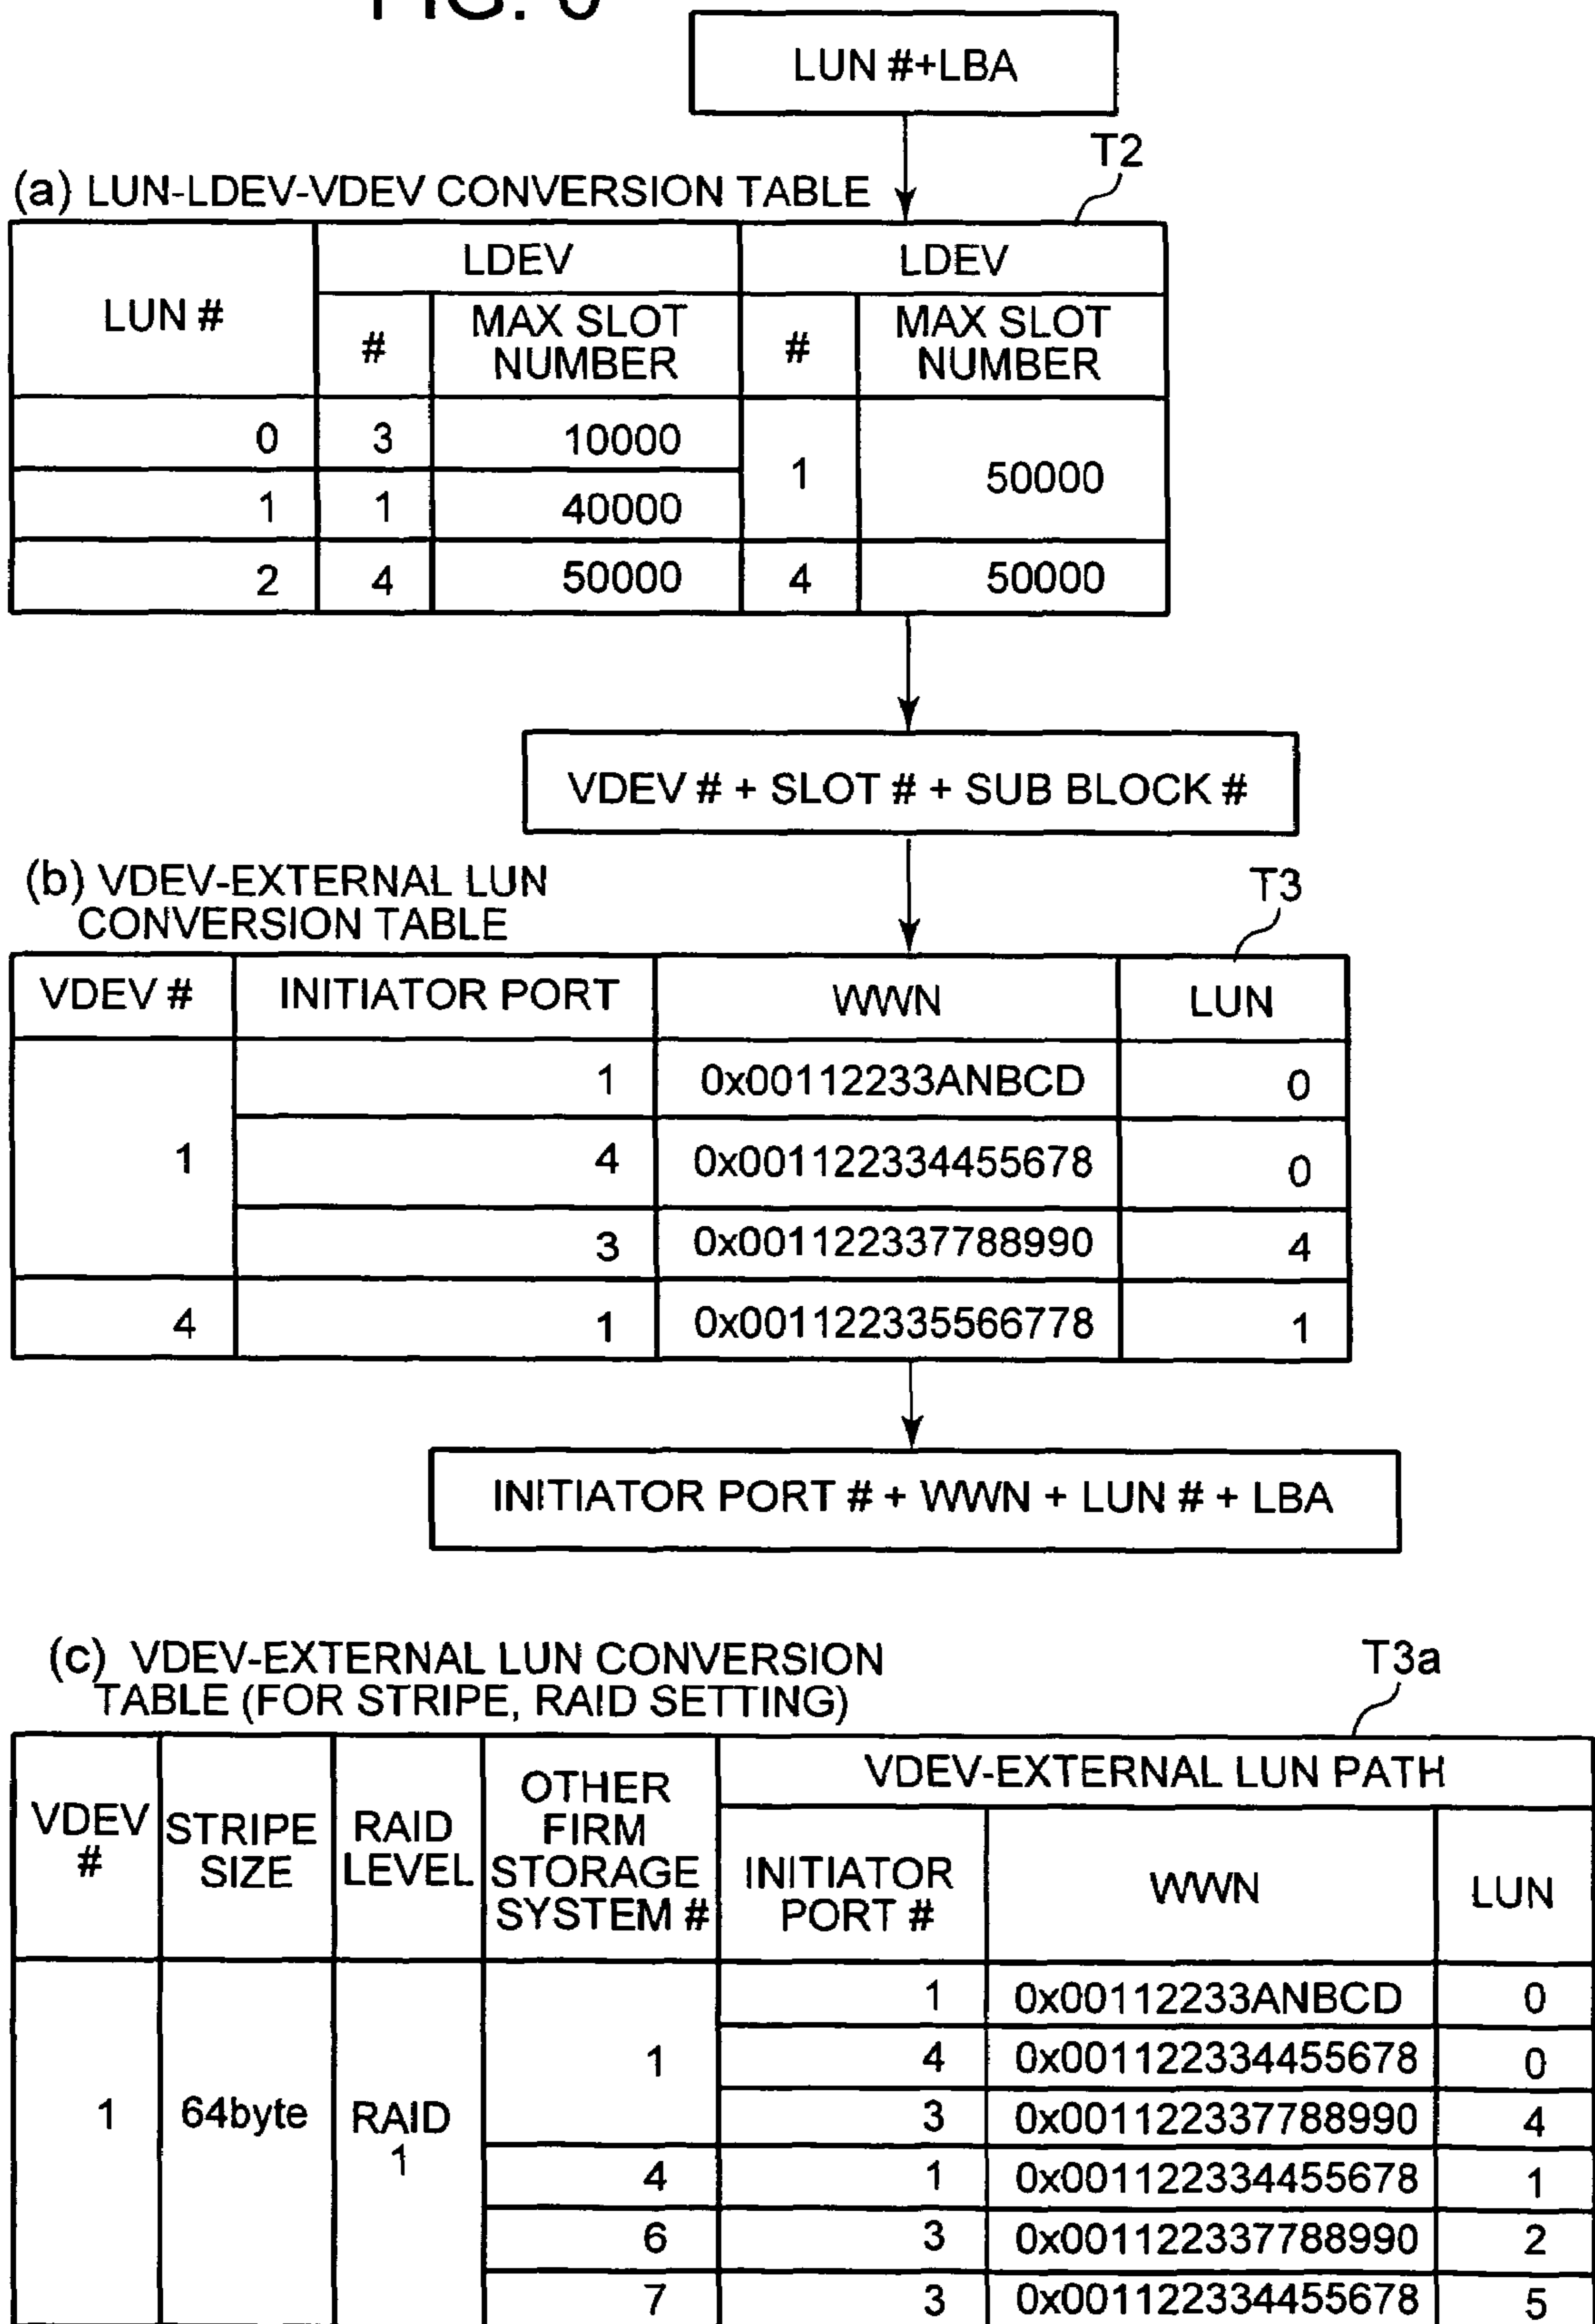 LUN #+LBA
T2
(a) LUN-LDEV-VDEV CONVERSION TABLE
LUN # LDEV LDEV
# MAX SLOT NUMBER # MAX SLOT NUMBER
0 3 10000 1 50000
1 1 40000
2 4 50000 4 50000
VDEV # + SLOT # + SUB BLOCK #
(b) VDEV-EXTERNAL LUN
CONVERSION TABLE
T3
VDEV # INITIATOR PORT WWN LUN
1 1 0x00112233ANBCD 0
4 0x001122334455678 0
3 0x001122337788990 4
4 1 0x001122335566778 1
INITIATOR PORT # + WWN + LUN # + LBA
(c) VDEV-EXTERNAL LUN CONVERSION
TABLE (FOR STRIPE, RAID SETTING)
T3a
VDEV # STRIPE SIZE RAID LEVEL OTHER FIRM STORAGE SYSTEM # VDEV-EXTERNAL LUN PATH
INITIATOR PORT # WWN LUN
1 64byte RAID 1 1 1 0x00112233ANBCD 0
4 0x001122334455678 0
3 0x001122337788990 4
4 1 0x001122334455678 1
6 3 0x001122337788990 2
7 3 0x001122334455678 5